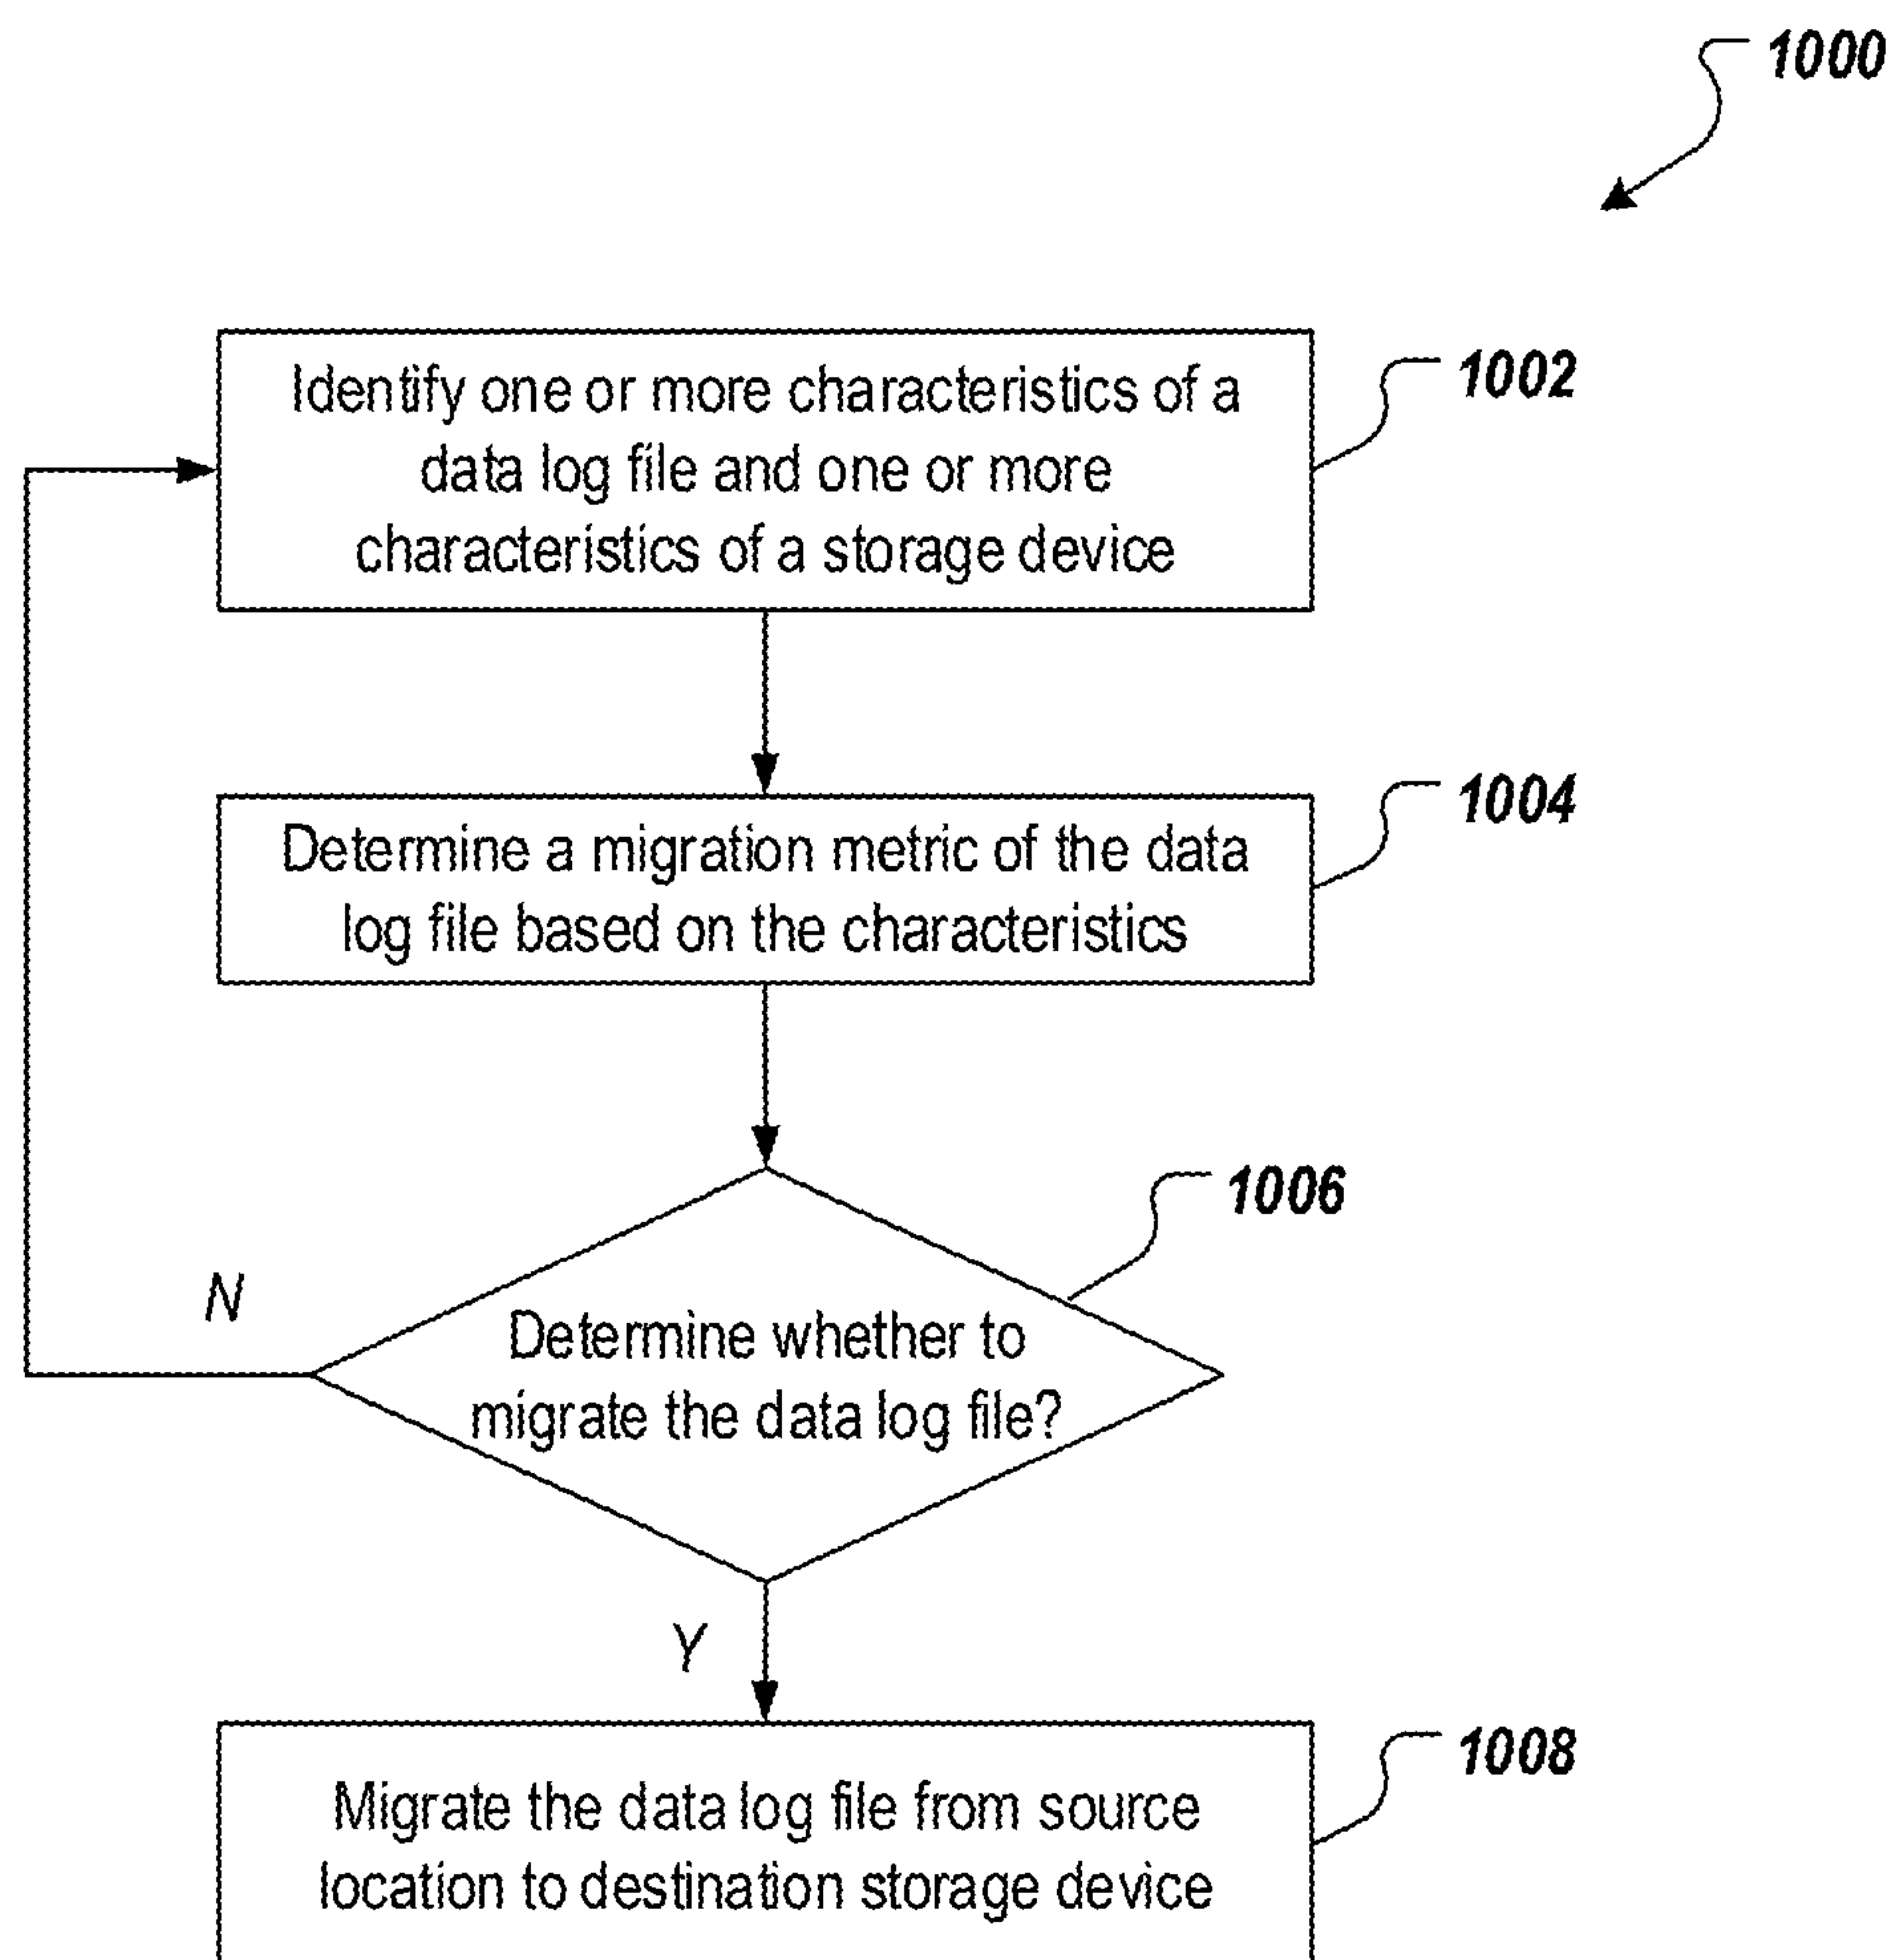 1000
Identify one or more characteristics of a
data log file and one or more
characteristics of a storage device
1002
Determine a migration metric of the data
log file based on the characteristics
1004
1006
N
Determine whether to
migrate the data log file?
Y
Migrate the data log file from source
location to destination storage device
1008